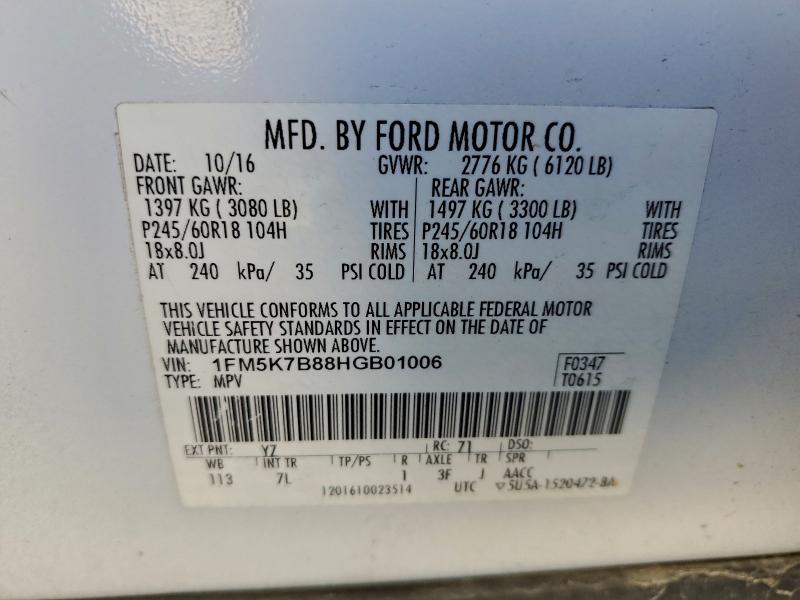 MFD. BY FORD MOTOR CO.
DATE: 10/16 GVWR: 2776 KG ( 6120 LB)
FRONT GAWR: REAR GAWR:
1397 KG ( 3080 LB) WITH 1497 KG ( 3300 LB) WITH
P245/60R18 104H TIRES P245/60R18 104H TIRES
18x8.0J RIMS 18x8.0J RIMS
AT 240 kPa/ 35 PSI COLD AT 240 kPa/ 35 PSI COLD
THIS VEHICLE CONFORMS TO ALL APPLICABLE FEDERAL MOTOR
VEHICLE SAFETY STANDARDS IN EFFECT ON THE DATE OF
MANUFACTURE SHOWN ABOVE.
VIN: 1FM5K7B88HGB01006 F0347
TYPE: MPV T0615
EXT PNT: YZ RC: 71 DSO:
WB INT TR TP/PS R AXLE TR SPR
113 7L 1 3F J AACC
1201610023514 UTC ▽5U5A-1520472-BA